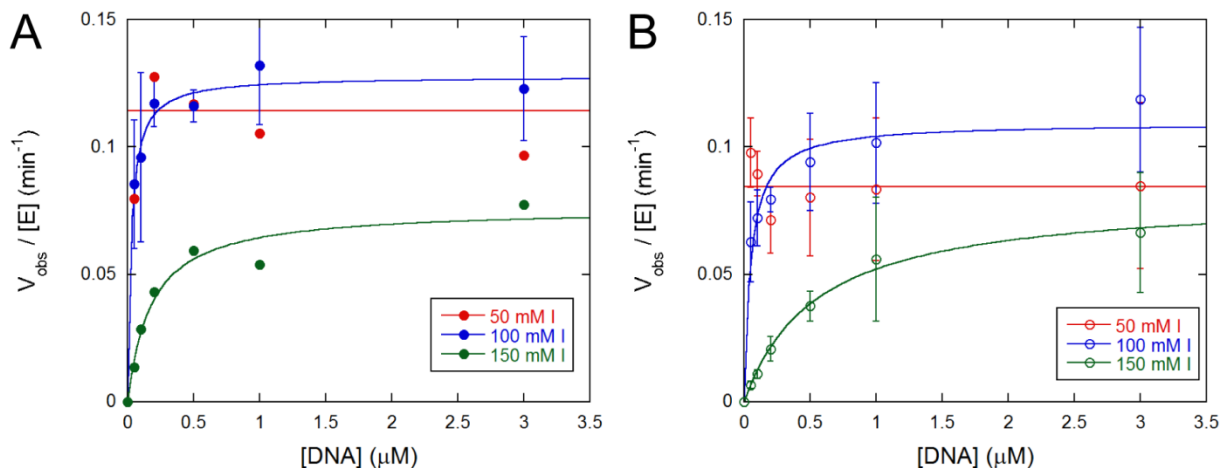 A
0.15
0.1
0.05
0
V_obs / [E] (min⁻¹)
50 mM I
100 mM I
150 mM I
0 0.5 1 1.5 2 2.5 3 3.5
[DNA] (μM)
B
0.15
0.1
0.05
0
V_obs / [E] (min⁻¹)
50 mM I
100 mM I
150 mM I
0 0.5 1 1.5 2 2.5 3 3.5
[DNA] (μM)